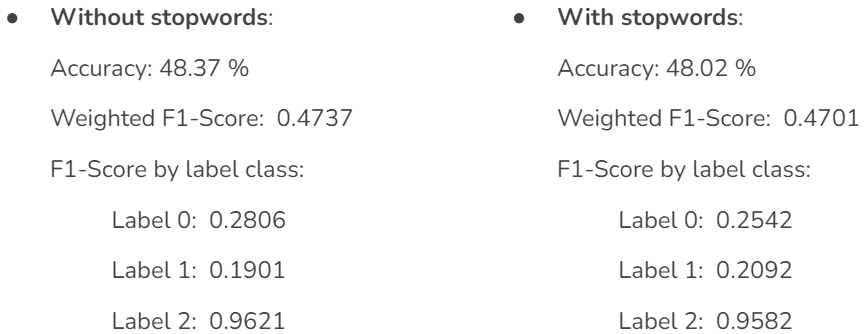 ● Without stopwords:
Accuracy: 48.37 %
Weighted F1-Score: 0.4737
F1-Score by label class:
Label 0: 0.2806
Label 1: 0.1901
Label 2: 0.9621
● With stopwords:
Accuracy: 48.02 %
Weighted F1-Score: 0.4701
F1-Score by label class:
Label 0: 0.2542
Label 1: 0.2092
Label 2: 0.9582